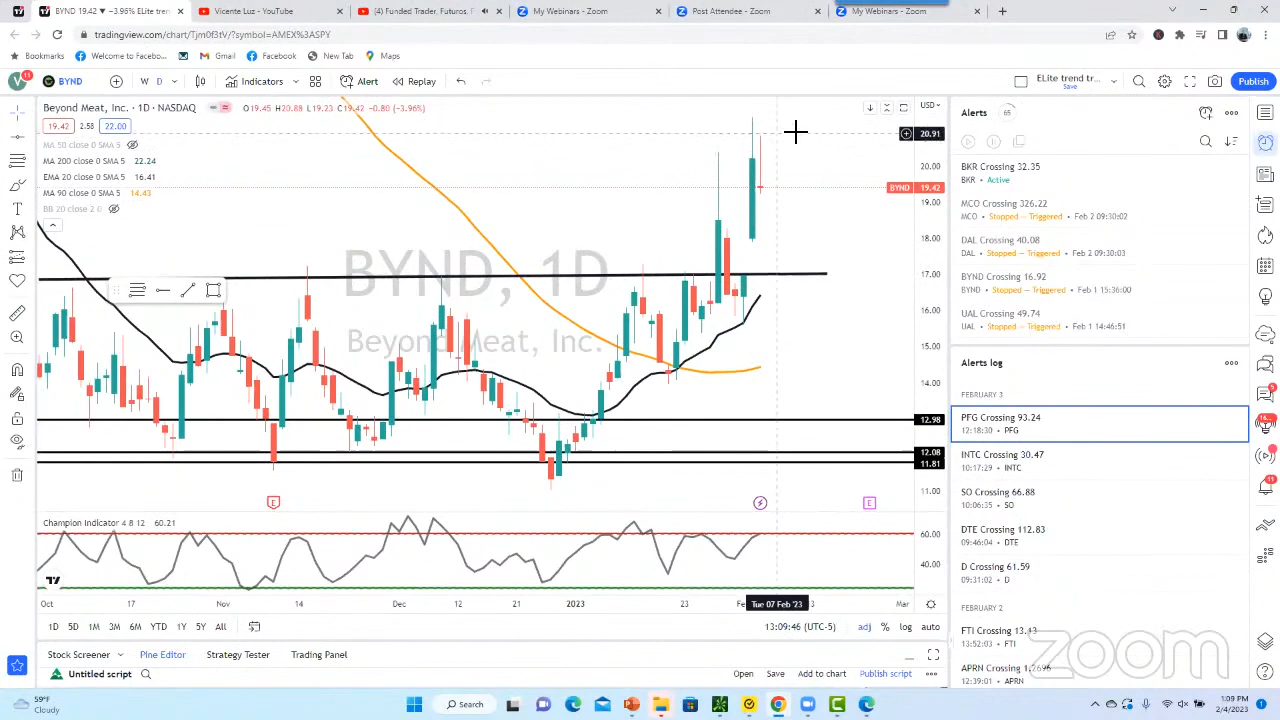 BYND 19.42 ▼ −3.96% ELite tren
Vicente Luz - YouTube
(4) Funded Trader, Futures.
My Webinars - Zoom
Post Attendee - Zoom
My Webinars - Zoom
tradingview.com/chart/Tjm0f3tV/?symbol=AMEX%3ASPY
Bookmarks
Welcome to Facebo...
Gmail
Facebook
New Tab
Maps
V
11
BYND
W
D
Indicators
Alert
Replay
ELite trend tr...
Save
Publish
Beyond Meat, Inc. · 1D · NASDAQ
O19.45 H20.88 L19.23 C19.42 −0.80 (−3.96%)
USD
19.42
2.58
22.00
MA 50 close 0 SMA 5
MA 200 close 0 SMA 5 22.24
EMA 20 close 0 SMA 5 16.41
MA 90 close 0 SMA 5 14.43
BB 20 close 2 0
BYND, 1D
Beyond Meat, Inc.
20.91
20.00
BYND 19.42
19.00
18.00
17.00
16.00
15.00
14.00
12.98
12.08
11.81
11.00
E
E
Champion Indicator 4 8 12 60.21
60.00
40.00
Oct
17
Nov
14
Dec
12
21
2023
23
Tue 07 Feb '23
Mar
1D 5D 1M 3M 6M YTD 1Y 5Y All
13:09:46 (UTC-5)
adj
%
log
auto
Stock Screener
Pine Editor
Strategy Tester
Trading Panel
Untitled script
Open
Save
Add to chart
Publish script
Alerts
65
BKR Crossing 32.35
BKR • Active
MCO Crossing 326.22
MCO • Stopped — Triggered • Feb 2 09:30:02
DAL Crossing 40.08
DAL • Stopped — Triggered • Feb 2 09:30:03
BYND Crossing 16.92
BYND • Stopped — Triggered • Feb 1 15:36:00
UAL Crossing 49.74
UAL • Stopped — Triggered • Feb 1 14:46:51
Alerts log
FEBRUARY 3
PFG Crossing 93.24
12:18:30 • PFG
INTC Crossing 30.47
10:17:29 • INTC
SO Crossing 66.88
10:06:35 • SO
DTE Crossing 112.83
09:46:04 • DTE
D Crossing 61.59
09:31:02 • D
FEBRUARY 2
FTI Crossing 13.13
13:52:03 • FTI
APRN Crossing 1.2696
12:39:01 • APRN
zoom
59°F
Cloudy
Search
1:09 PM
2/4/2023